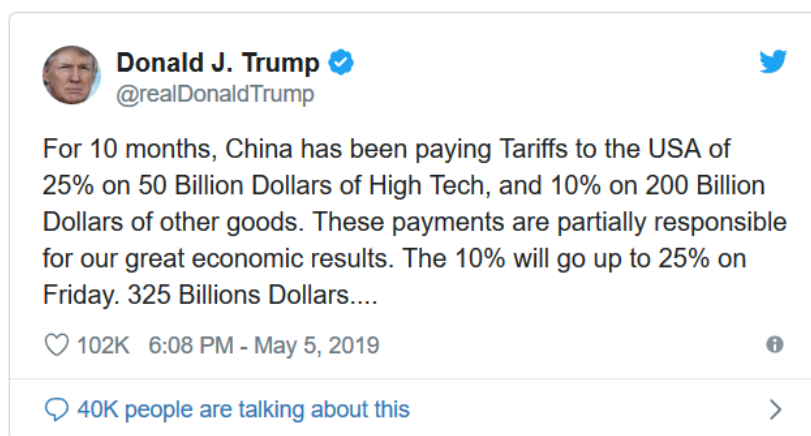 Donald J. Trump
@realDonaldTrump
For 10 months, China has been paying Tariffs to the USA of
25% on 50 Billion Dollars of High Tech, and 10% on 200 Billion
Dollars of other goods. These payments are partially responsible
for our great economic results. The 10% will go up to 25% on
Friday. 325 Billions Dollars....
102K 6:08 PM - May 5, 2019
40K people are talking about this